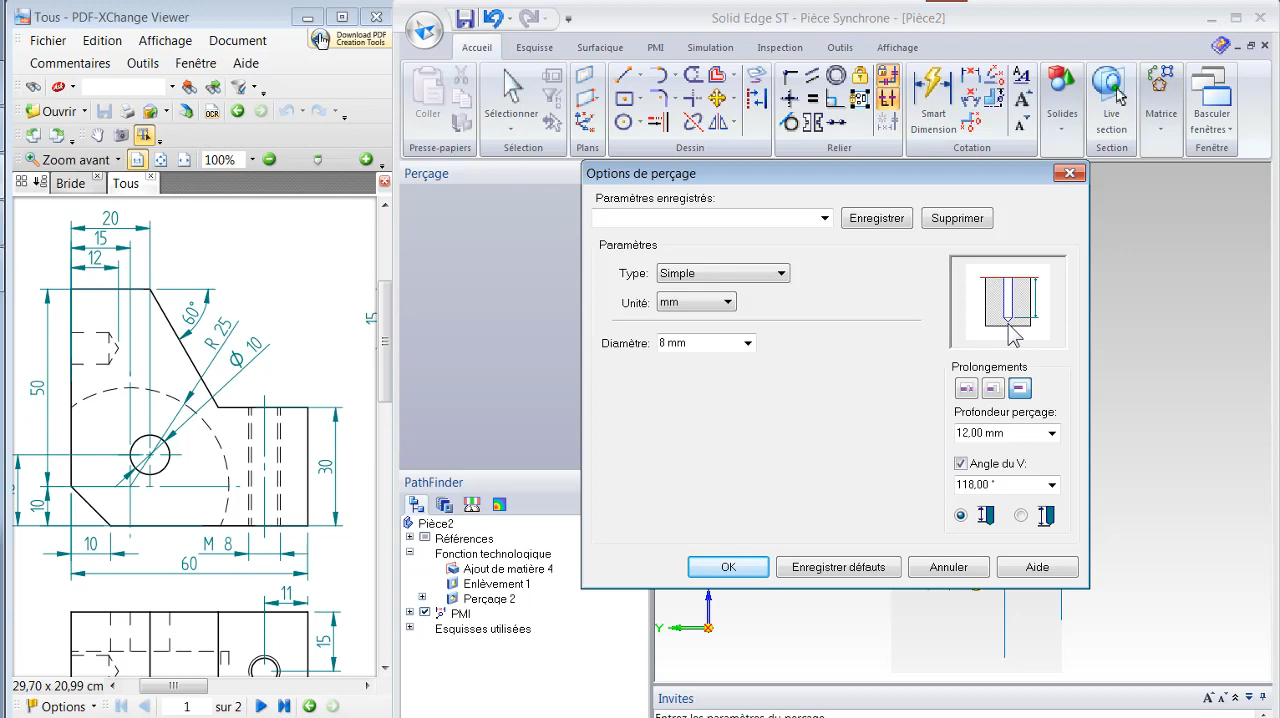 Tous - PDF-XChange Viewer
Fichier Edition Affichage Document
Download PDF
Creation Tools
Commentaires Outils Fenêtre Aide
Ouvrir
OCR
Zoom avant 100%
Bride Tous
20
15
12
60°
R 25
Φ 10
50
30
10
10
M 8
60
11
15
15
29,70 x 20,99 cm
Options 1 sur 2
Solid Edge ST - Pièce Synchrone - [Pièce2]
Accueil Esquisse Surfacique PMI Simulation Inspection Outils Affichage
Coller
Presse-papiers
Sélectionner
Sélection
Plans
Dessin
Relier
Smart
Dimension
Cotation
Solides
Live
section
Section
Matrice
Basculer
fenêtres
Fenêtre
Perçage
PathFinder
Pièce2
Références
Fonction technologique
Ajout de matière 4
Enlèvement 1
Perçage 2
PMI
Esquisses utilisées
Options de perçage
Paramètres enregistrés:
Enregistrer Supprimer
Paramètres
Type: Simple
Unité: mm
Diamètre: 8 mm
Prolongements
Profondeur perçage:
12,00 mm
Angle du V:
118,00 °
OK Enregistrer défauts Annuler Aide
Y
Invites
Entrez les paramètres du perçage